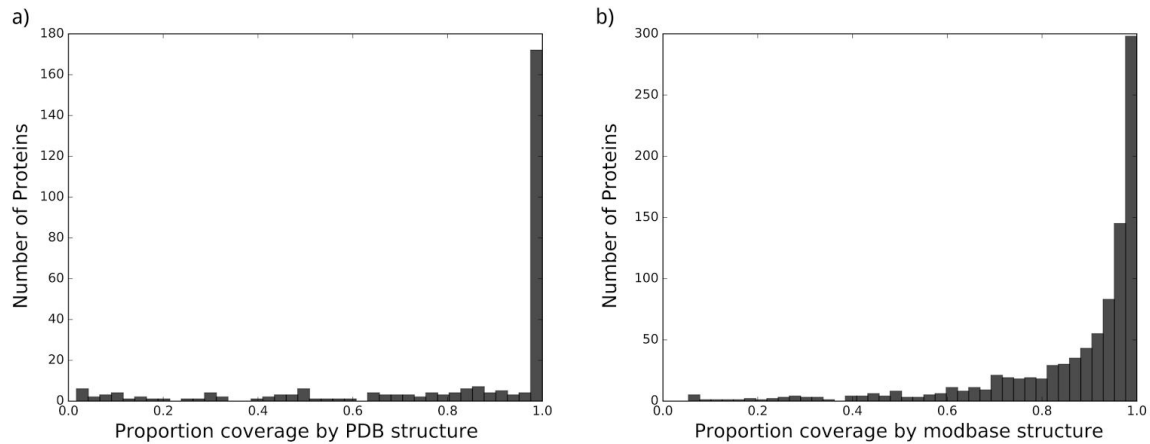 a)
180
160
140
120
100
80
60
40
20
0
Number of Proteins
0.0 0.2 0.4 0.6 0.8 1.0
Proportion coverage by PDB structure
b)
300
250
200
150
100
50
0
Number of Proteins
0.0 0.2 0.4 0.6 0.8 1.0
Proportion coverage by modbase structure